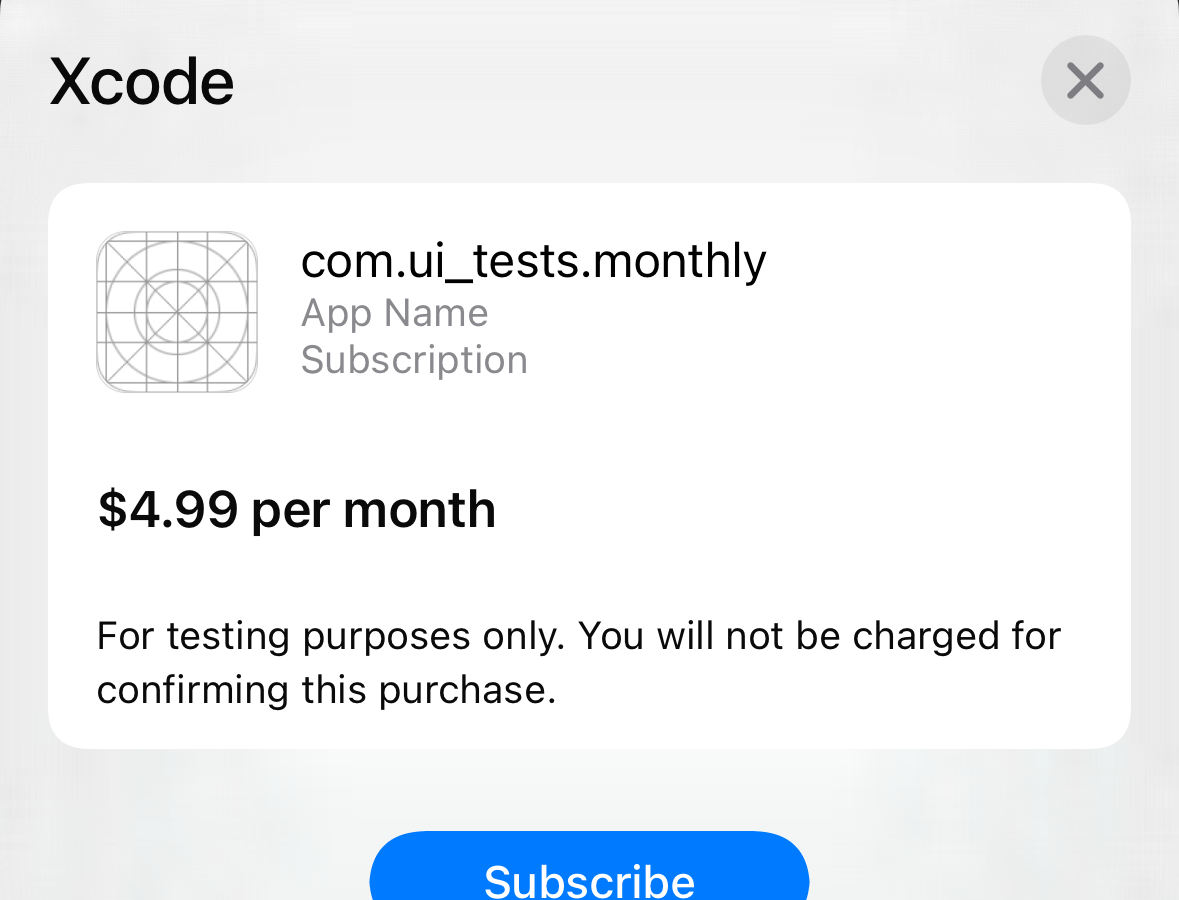 Xcode
com.ui_tests.monthly
App Name
Subscription
$4.99 per month
For testing purposes only. You will not be charged for
confirming this purchase.
Subscribe